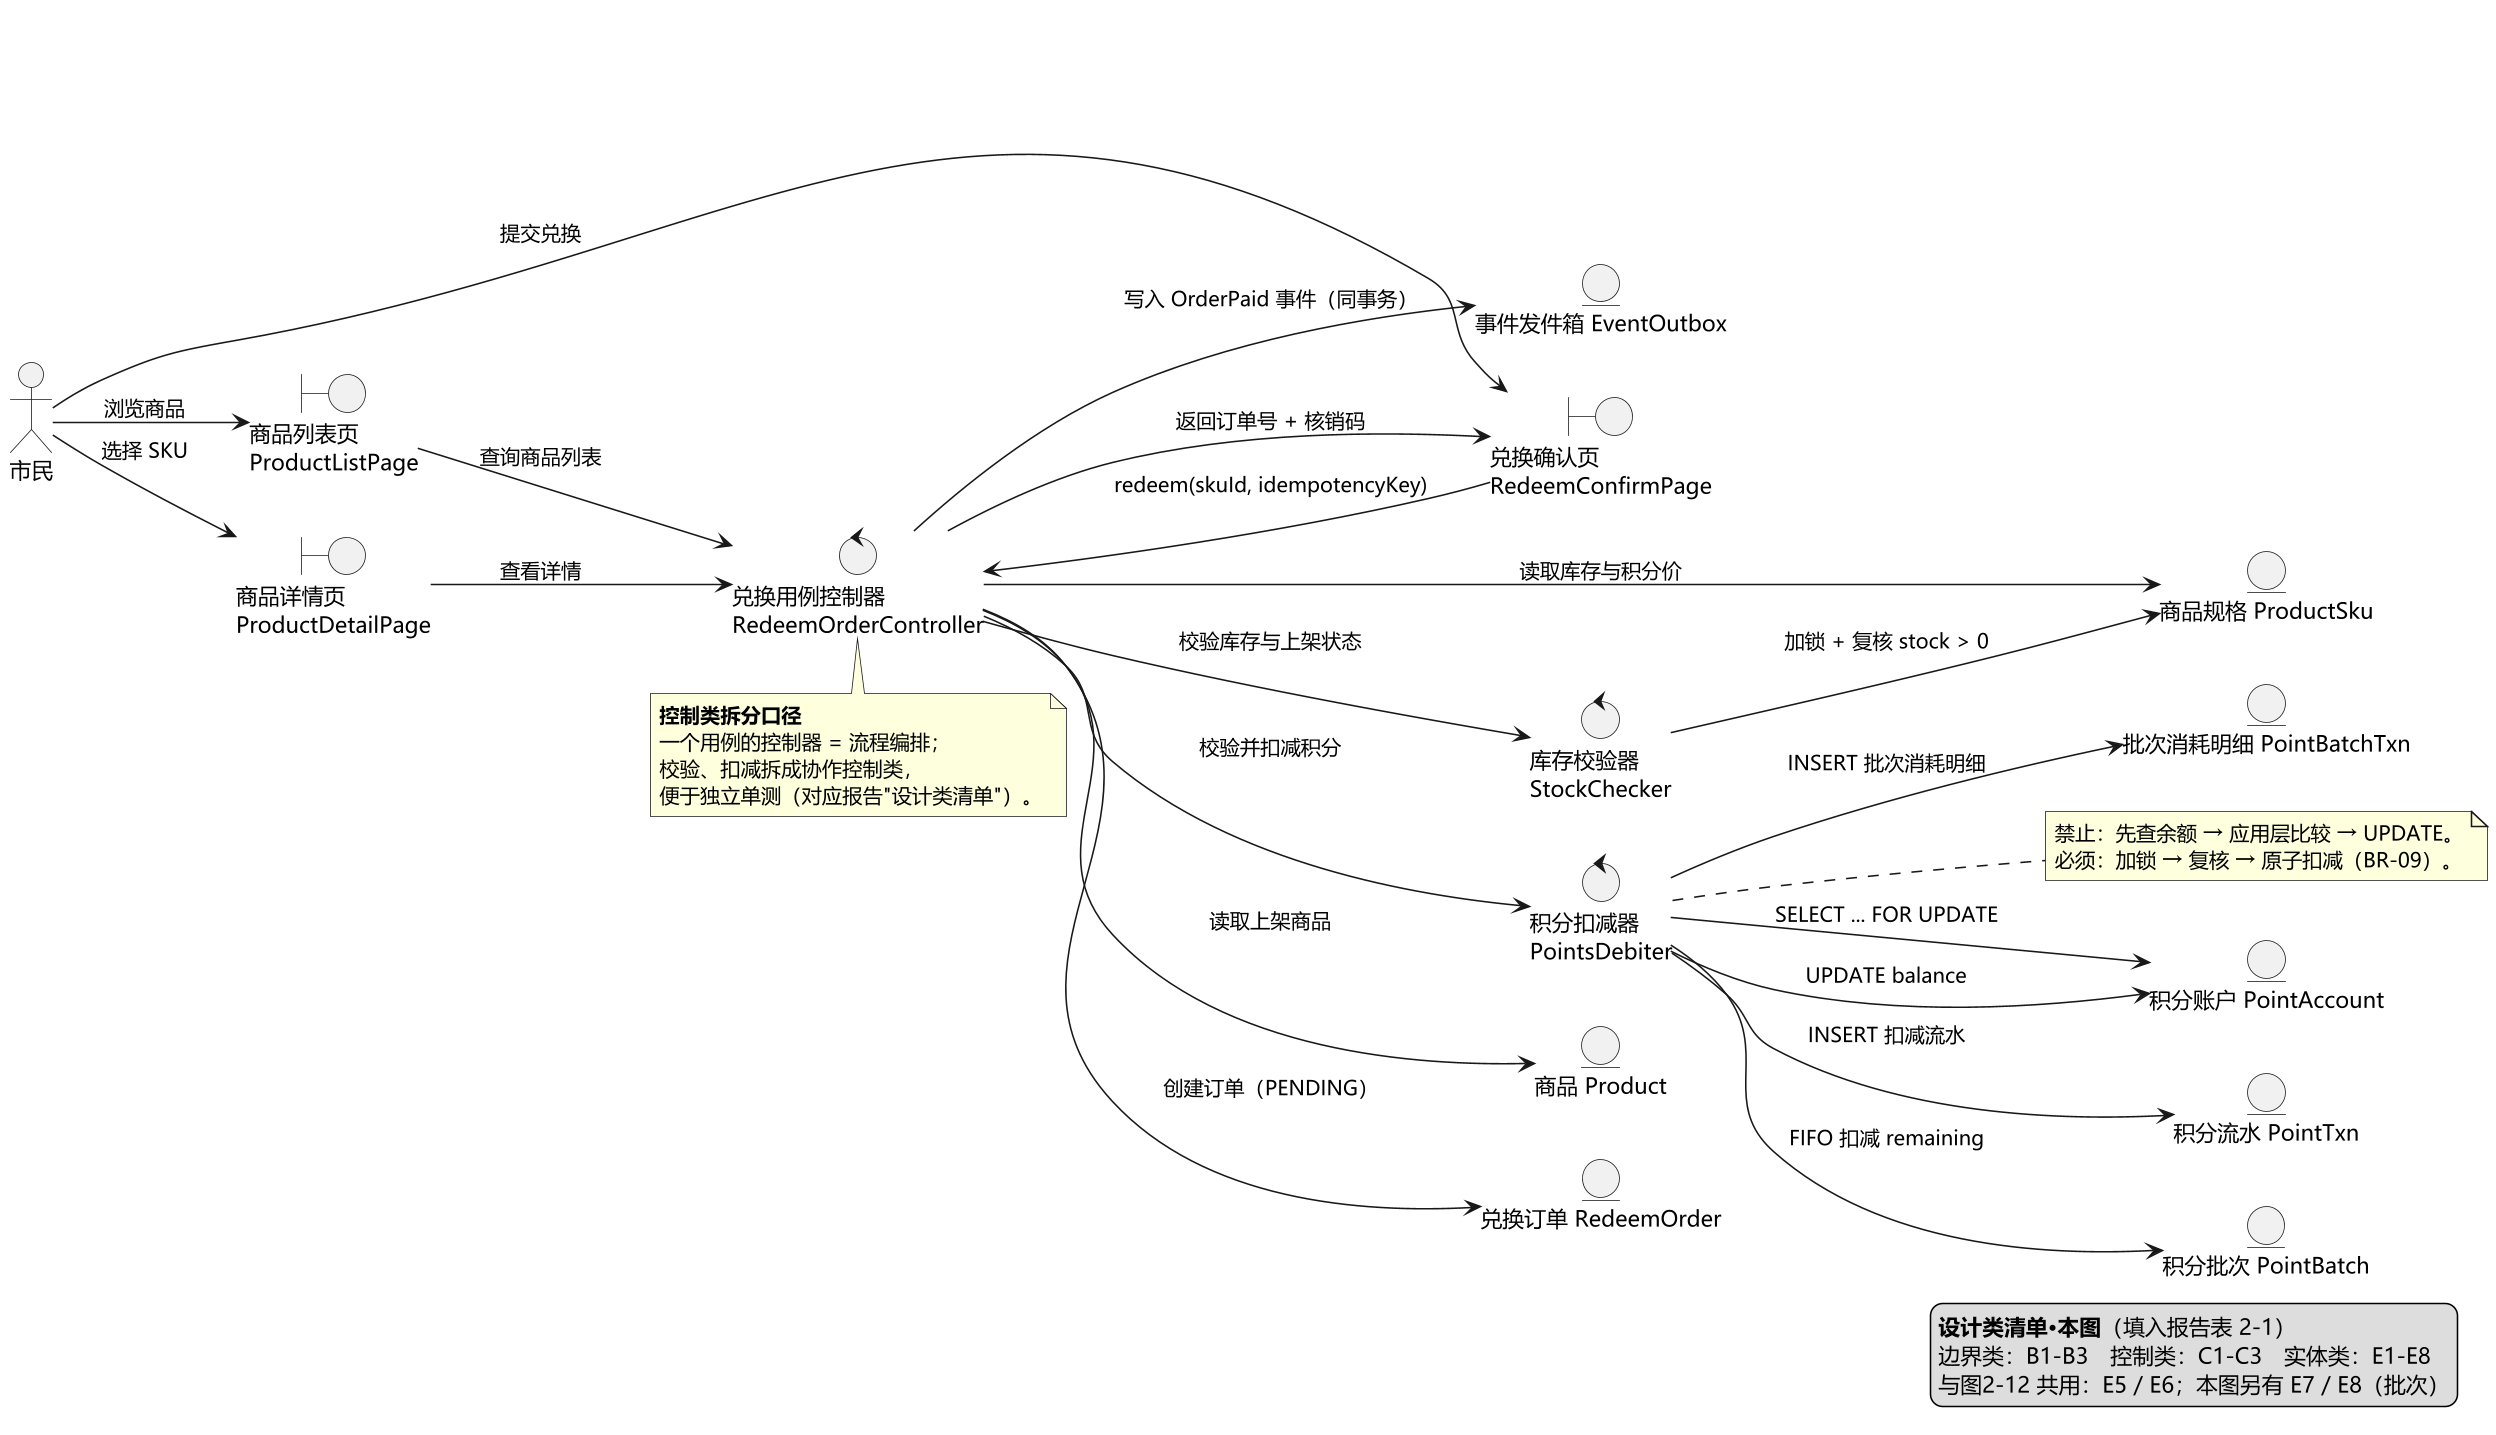 提交兑换
写入 OrderPaid 事件（同事务）
事件发件箱 EventOutbox
浏览商品
选择 SKU
市民
商品列表页
ProductListPage
查询商品列表
返回订单号 + 核销码
redeem(skuId, idempotencyKey)
兑换确认页
RedeemConfirmPage
商品详情页
ProductDetailPage
查看详情
兑换用例控制器
RedeemOrderController
读取库存与积分价
商品规格 ProductSku
校验库存与上架状态
加锁 + 复核 stock > 0
控制类拆分口径
一个用例的控制器 = 流程编排；
校验、扣减拆成协作控制类，
便于独立单测（对应报告"设计类清单"）。
校验并扣减积分
库存校验器
StockChecker
INSERT 批次消耗明细
批次消耗明细 PointBatchTxn
禁止：先查余额 → 应用层比较 → UPDATE。
必须：加锁 → 复核 → 原子扣减（BR-09）。
读取上架商品
积分扣减器
PointsDebiter
SELECT ... FOR UPDATE
UPDATE balance
积分账户 PointAccount
INSERT 扣减流水
创建订单（PENDING）
商品 Product
积分流水 PointTxn
FIFO 扣减 remaining
兑换订单 RedeemOrder
积分批次 PointBatch
设计类清单·本图（填入报告表 2-1）
边界类：B1-B3 控制类：C1-C3 实体类：E1-E8
与图2-12 共用：E5 / E6；本图另有 E7 / E8（批次）